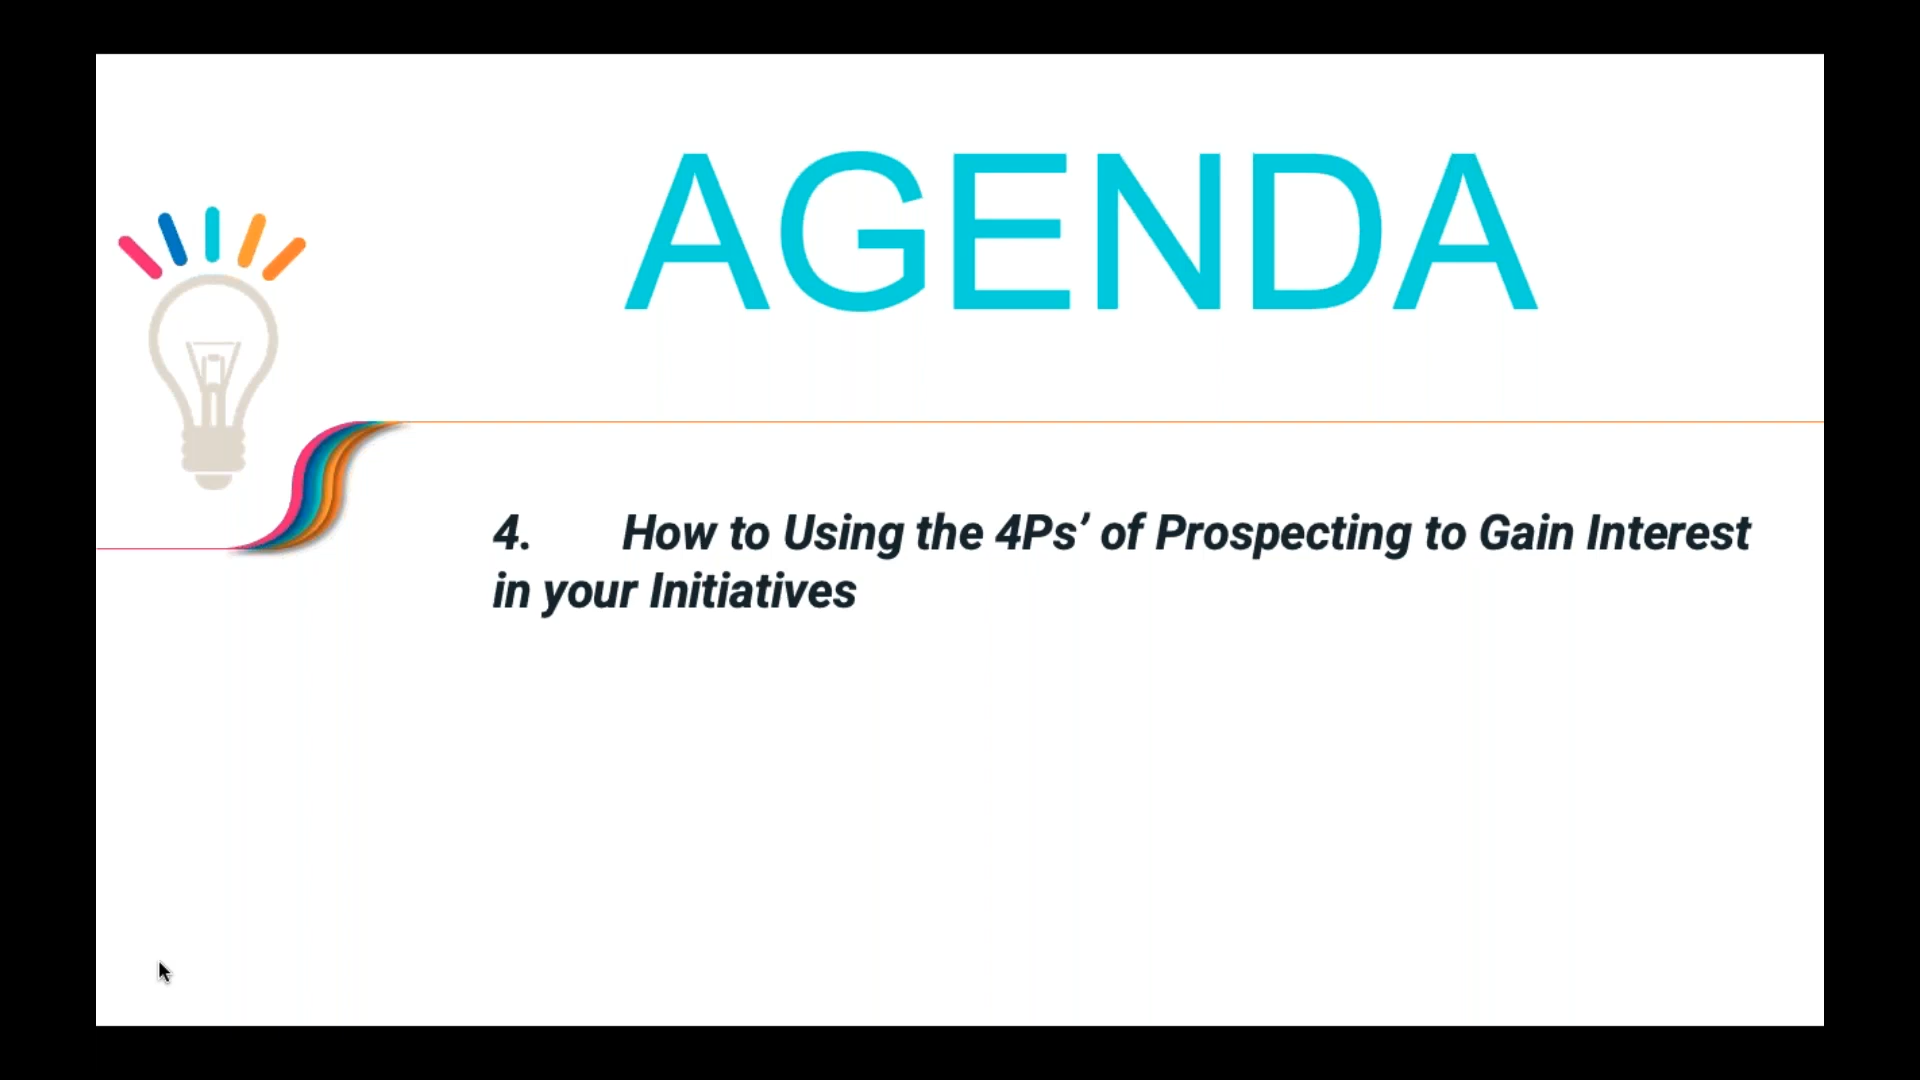 AGENDA
4. How to Using the 4Ps’ of Prospecting to Gain Interest
in your Initiatives